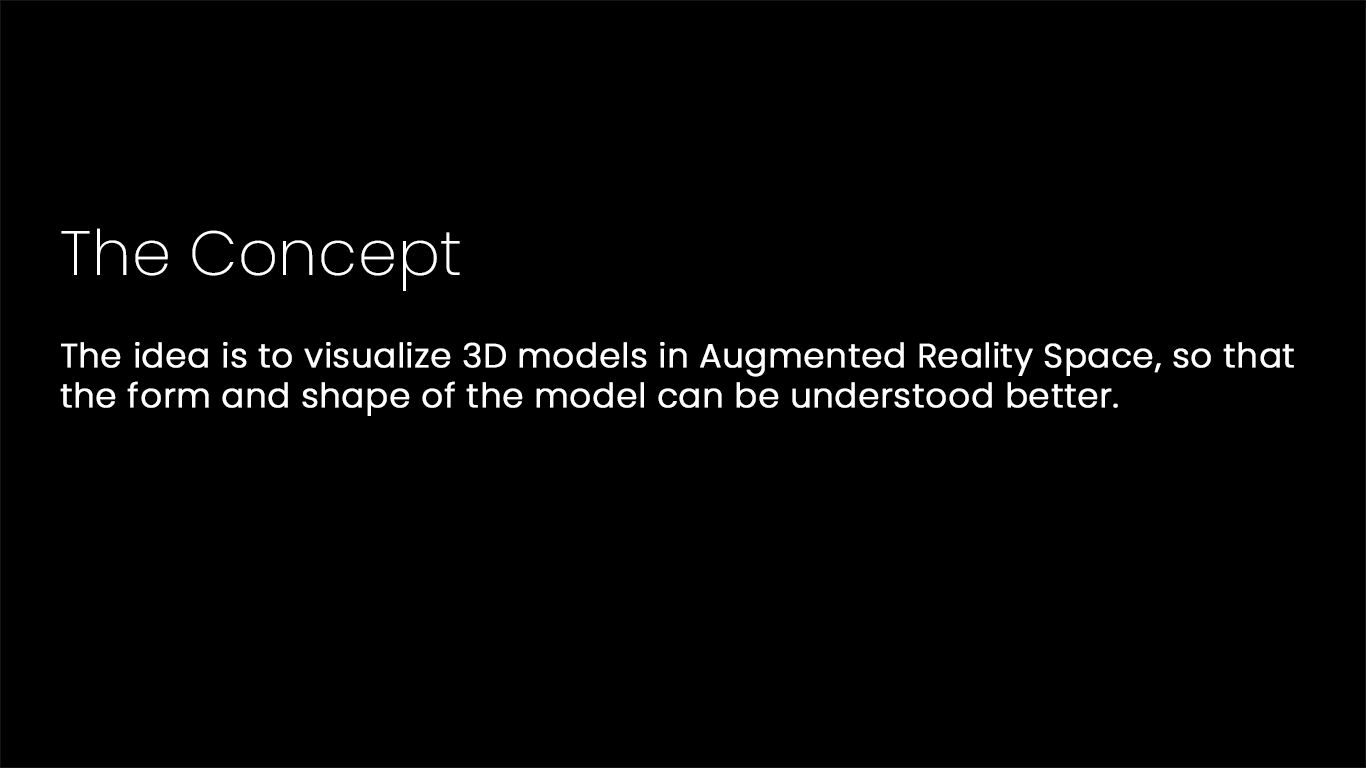 The Concept
The idea is to visualize 3D models in Augmented Reality Space, so that
the form and shape of the model can be understood better.